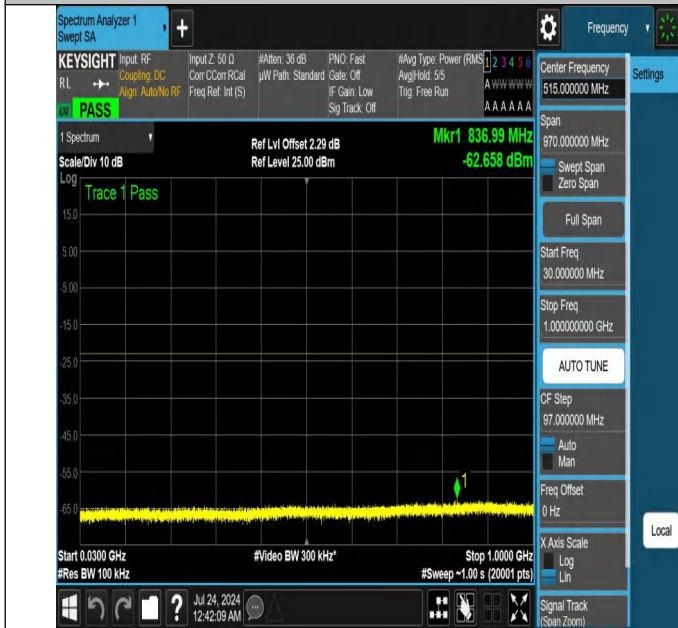 Spectrum Analyzer 1
Swept SA
Frequency
KEYSIGHT
RL
PASS
Input: RF
Coupling: DC
Align: Auto/No RF
Input Z: 50 Ω
Corr CCorr RCal
Freq Ref: Int (S)
#Atten: 36 dB
µW Path: Standard
PNO: Fast
Gate: Off
IF Gain: Low
Sig Track: Off
#Avg Type: Power (RMS
Avg|Hold: 5/5
Trig: Free Run
1 2 3 4 5 6
A W W W W W
A A A A A A
1 Spectrum
Scale/Div 10 dB
Ref Lvl Offset 2.29 dB
Ref Level 25.00 dBm
Mkr1 836.99 MHz
-62.658 dBm
Log
Trace 1 Pass
15.0
5.00
-5.00
-15.0
-25.0
-35.0
-45.0
-55.0
-65.0
1
Start 0.0300 GHz
#Res BW 100 kHz
#Video BW 300 kHz*
Stop 1.0000 GHz
#Sweep ~1.00 s (20001 pts)
Jul 24, 2024
12:42:09 AM
Center Frequency
515.000000 MHz
Settings
Span
970.000000 MHz
Swept Span
Zero Span
Full Span
Start Freq
30.000000 MHz
Stop Freq
1.000000000 GHz
AUTO TUNE
CF Step
97.000000 MHz
Auto
Man
Freq Offset
0 Hz
X Axis Scale
Log
Lin
Local
Signal Track
(Span Zoom)